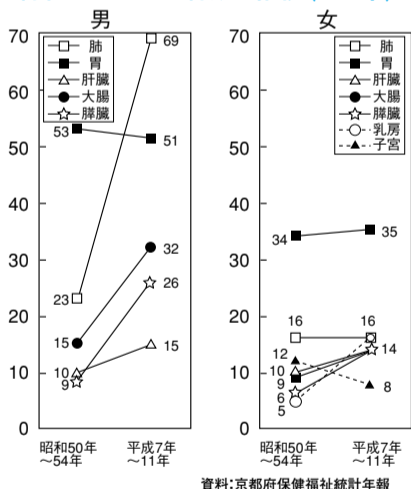 男
70
60
50
40
30
20
10
0
肺
胃
肝臓
大腸
膵臓
69
53
51
32
26
23
15
15
10
9
昭和50年
～54年
平成7年
～11年
女
70
60
50
40
30
20
10
0
肺
胃
肝臓
大腸
膵臓
乳房
子宮
34
35
16
16
12
14
10
9
8
6
5
昭和50年
～54年
平成7年
～11年
資料:京都府保健福祉統計年報